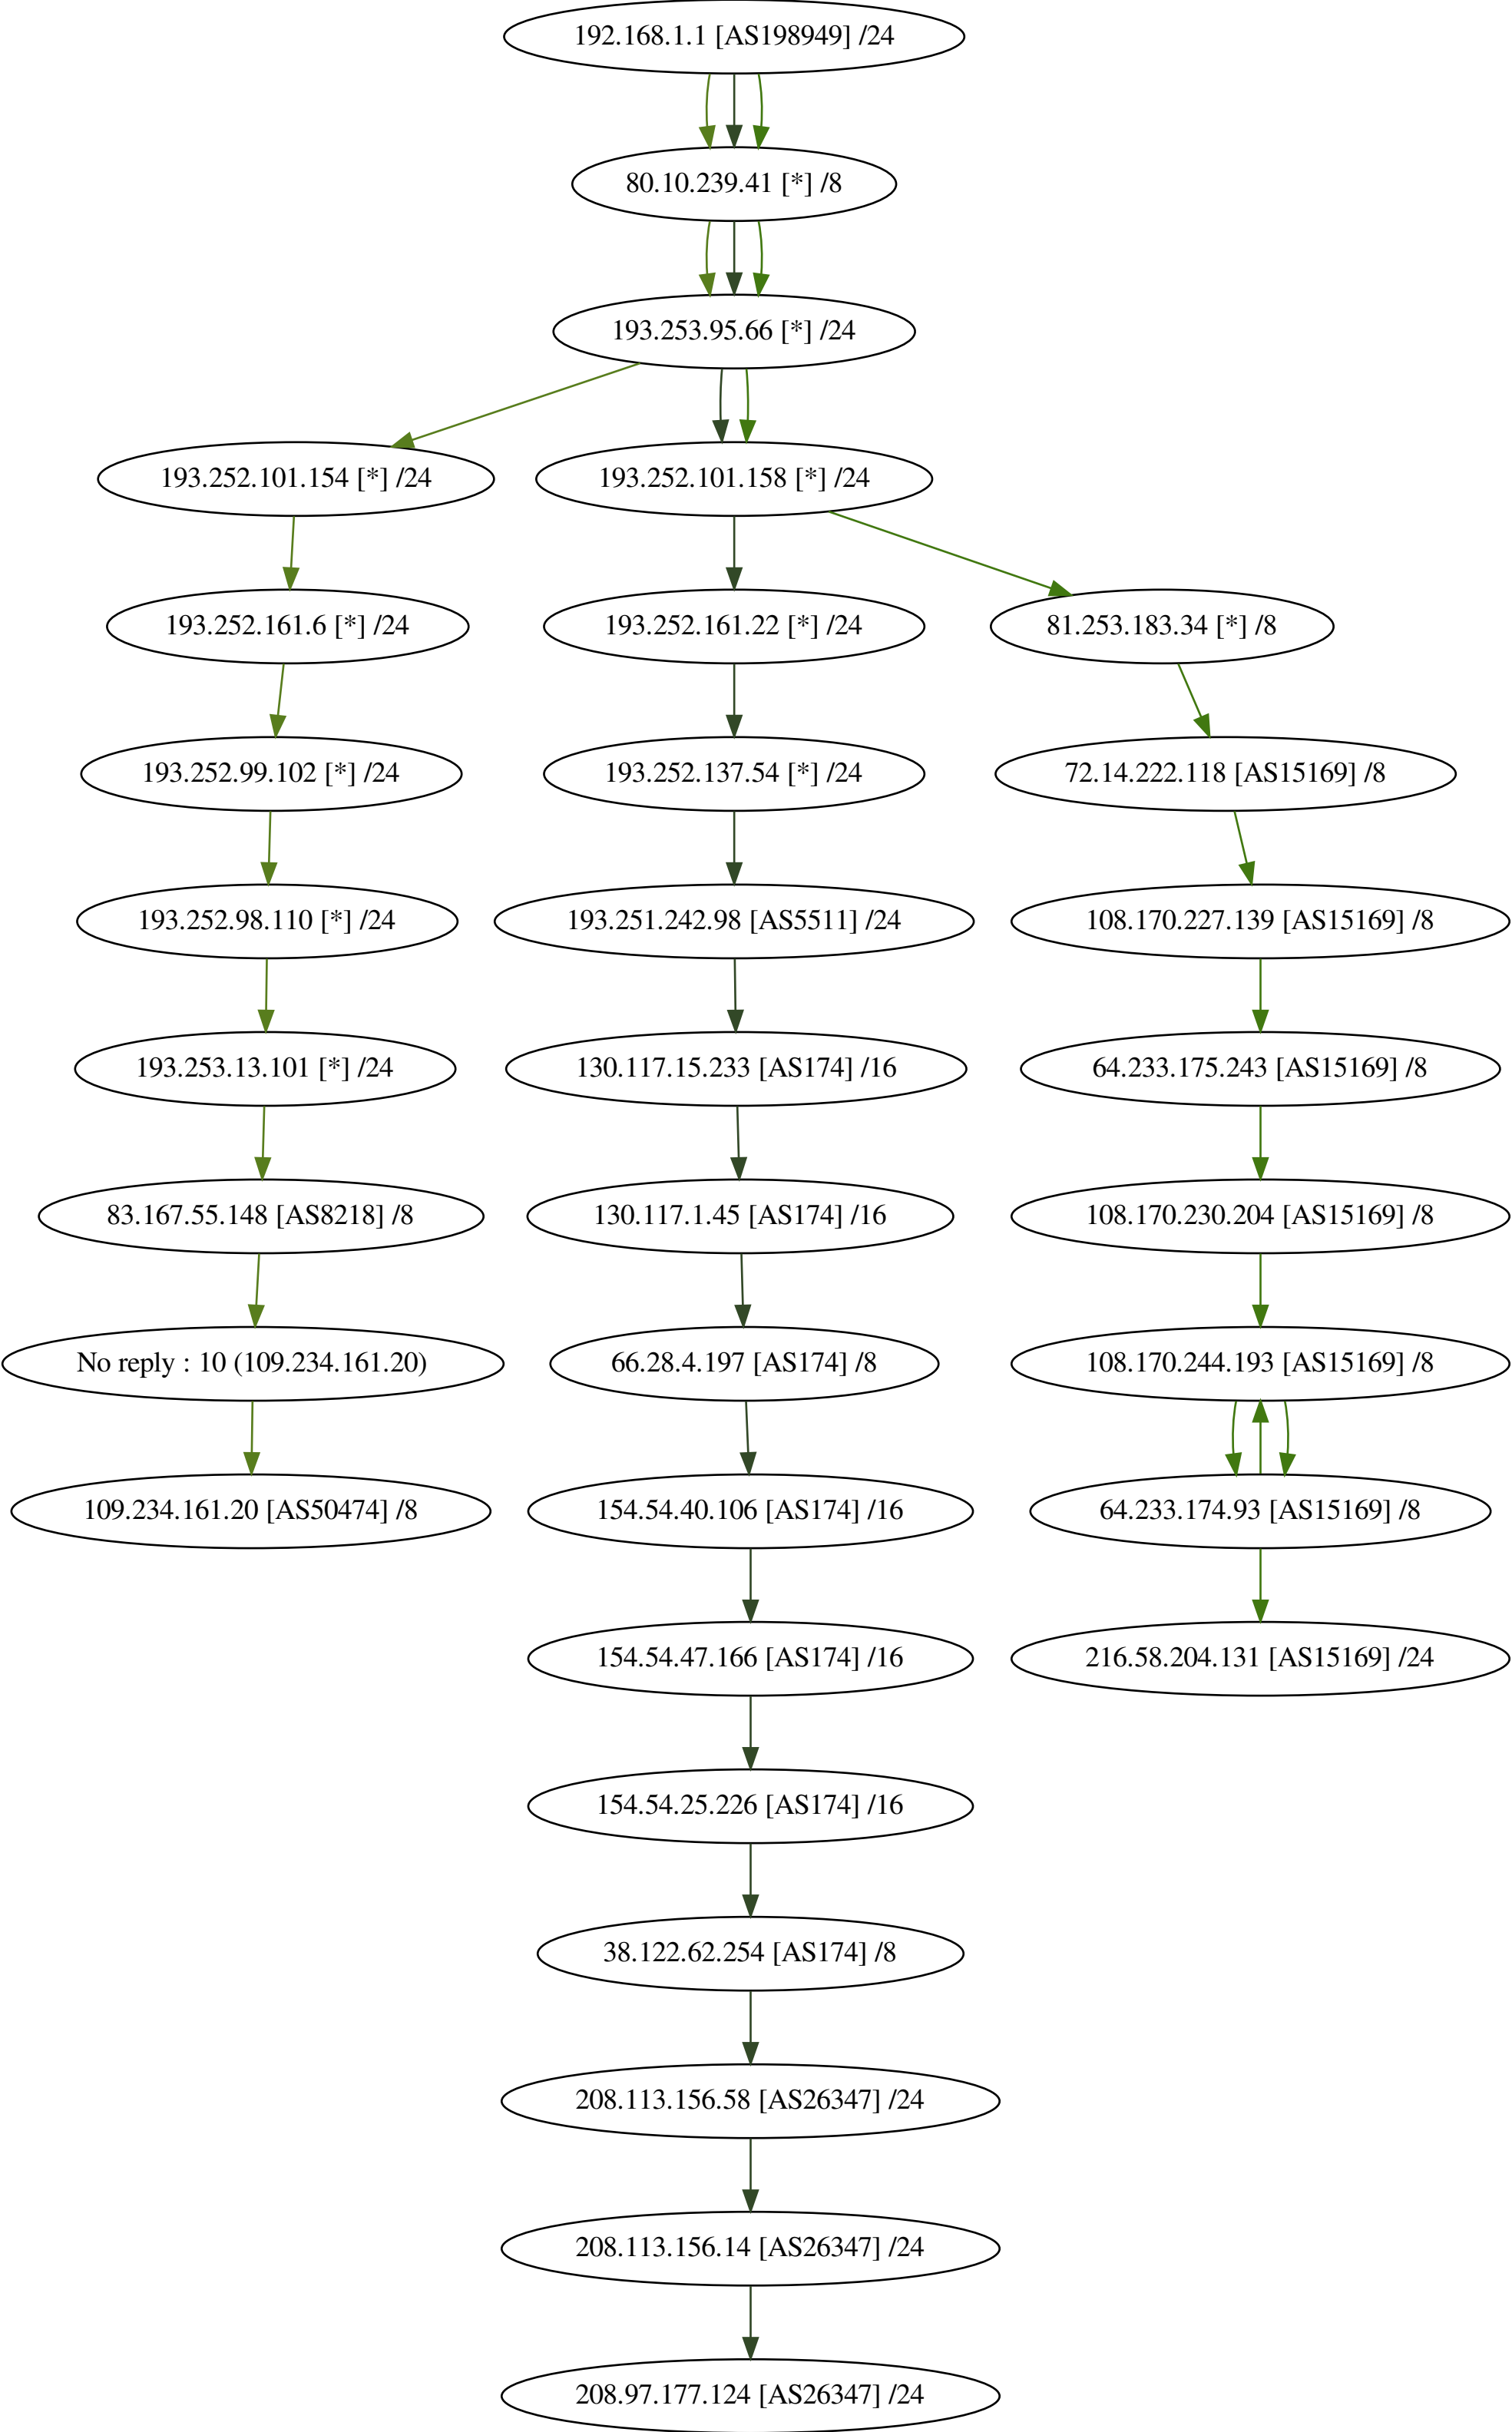 192.168.1.1 [AS198949] /24
80.10.239.41 [*] /8
193.253.95.66 [*] /24
193.252.101.154 [*] /24
193.252.101.158 [*] /24
193.252.161.6 [*] /24
193.252.161.22 [*] /24
81.253.183.34 [*] /8
193.252.99.102 [*] /24
193.252.137.54 [*] /24
72.14.222.118 [AS15169] /8
193.252.98.110 [*] /24
193.251.242.98 [AS5511] /24
108.170.227.139 [AS15169] /8
193.253.13.101 [*] /24
130.117.15.233 [AS174] /16
64.233.175.243 [AS15169] /8
83.167.55.148 [AS8218] /8
130.117.1.45 [AS174] /16
108.170.230.204 [AS15169] /8
No reply : 10 (109.234.161.20)
66.28.4.197 [AS174] /8
108.170.244.193 [AS15169] /8
109.234.161.20 [AS50474] /8
154.54.40.106 [AS174] /16
64.233.174.93 [AS15169] /8
154.54.47.166 [AS174] /16
216.58.204.131 [AS15169] /24
154.54.25.226 [AS174] /16
38.122.62.254 [AS174] /8
208.113.156.58 [AS26347] /24
208.113.156.14 [AS26347] /24
208.97.177.124 [AS26347] /24